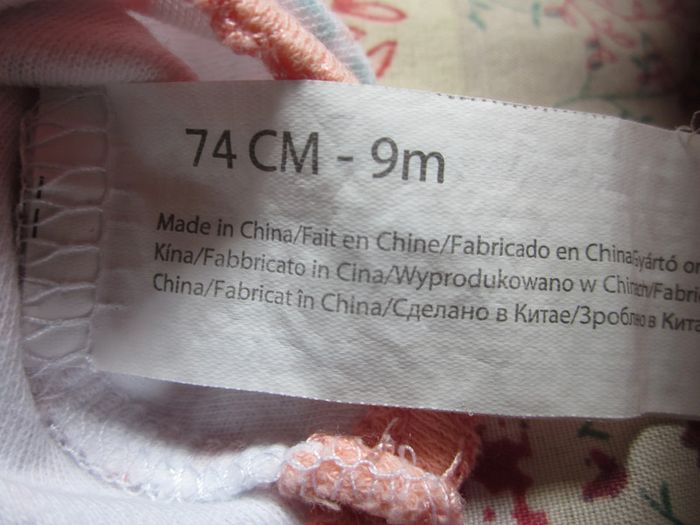 74 CM - 9m
Made in China/Fait en Chine/Fabricado en China/Gyártó
Kína/Fabbricato in Cina/Wyprodukowano w
China/Fabricat în China/Сделано в Китае/Зроблено в